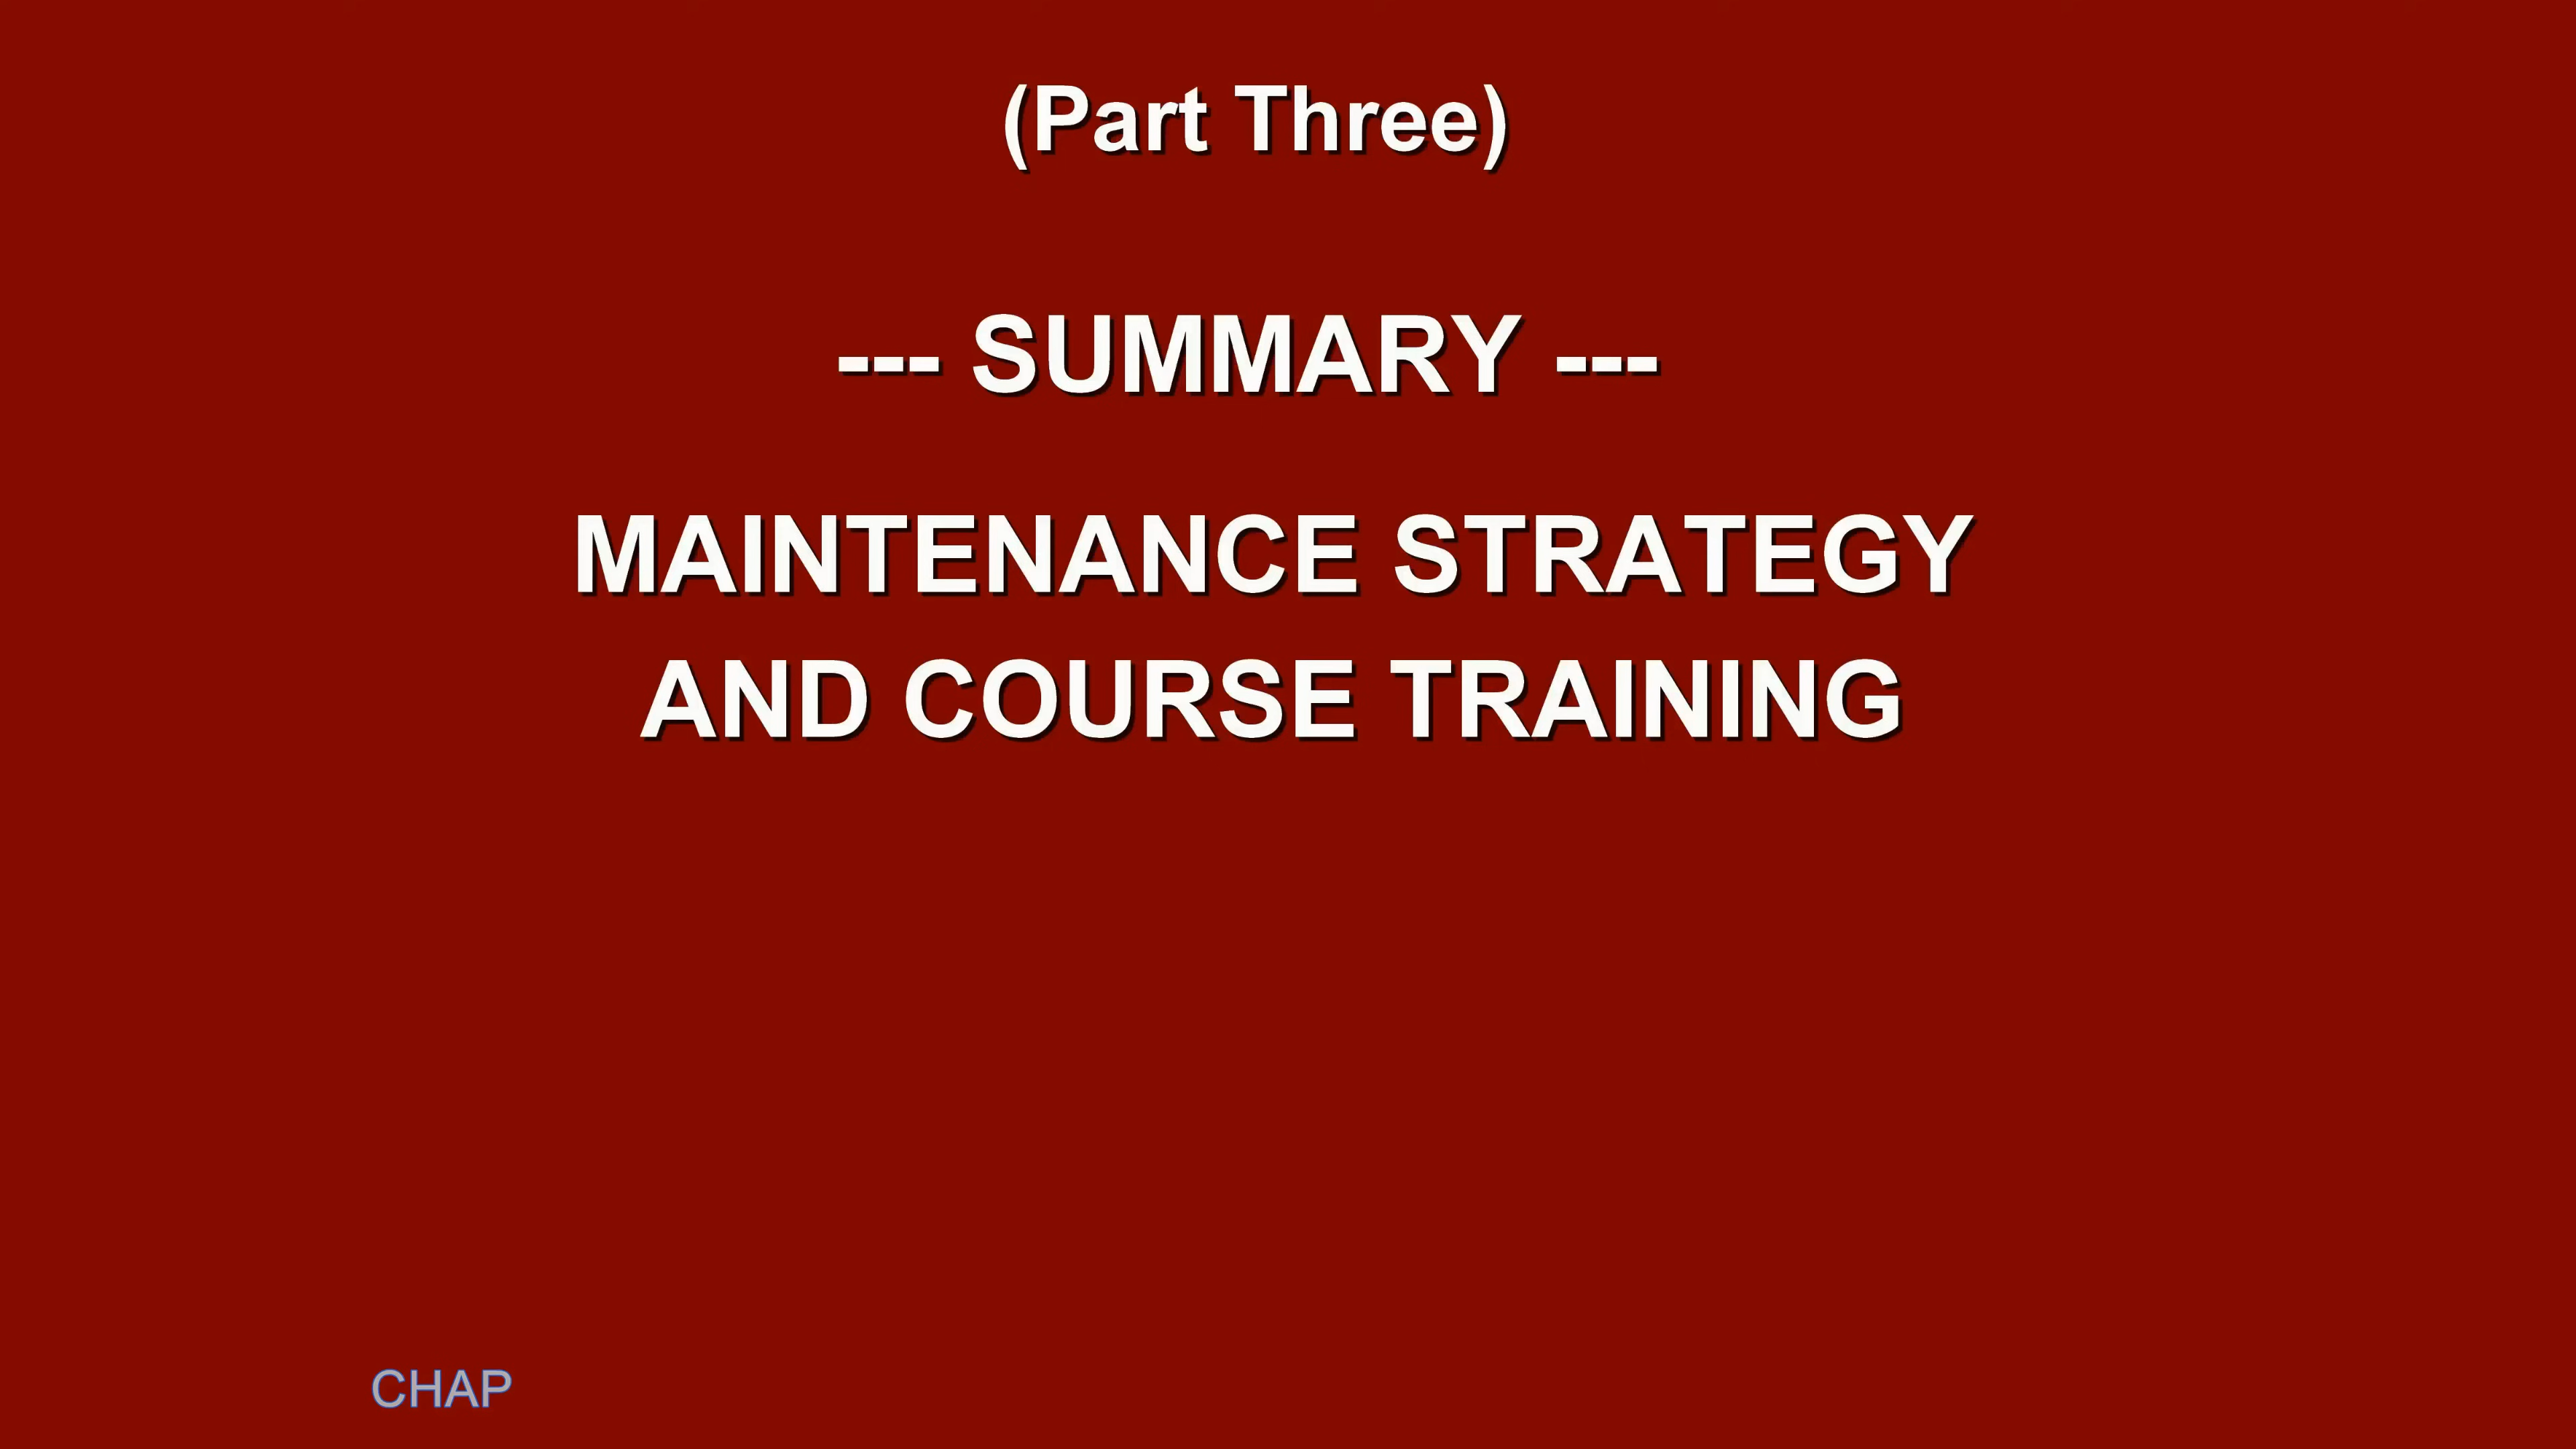 (Part Three)
--- SUMMARY ---
MAINTENANCE STRATEGY
AND COURSE TRAINING
CHAP